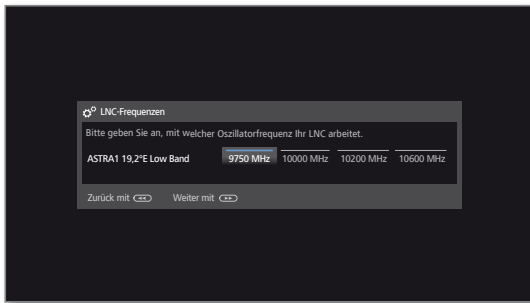 LNC-Frequenzen
Bitte geben Sie an, mit welcher Oszillatorfrequenz Ihr LNC arbeitet.
ASTRA1 19,2°E Low Band 9750 MHz 10000 MHz 10200 MHz 10600 MHz
Zurück mit Weiter mit